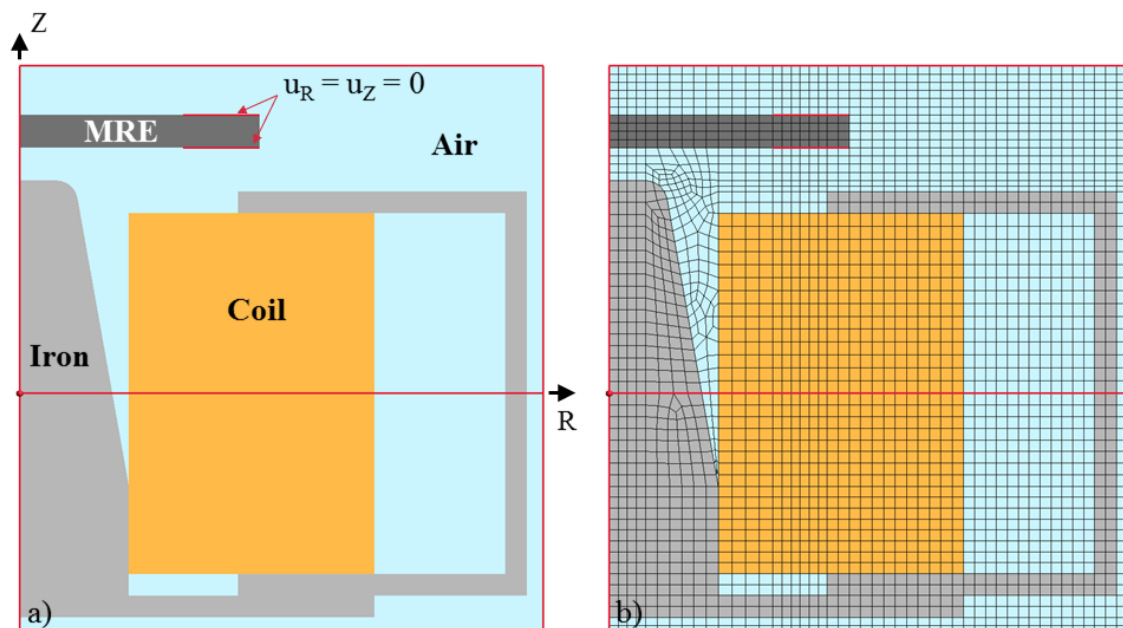 Z
u_R = u_Z = 0
MRE
Air
Coil
Iron
R
a)
b)